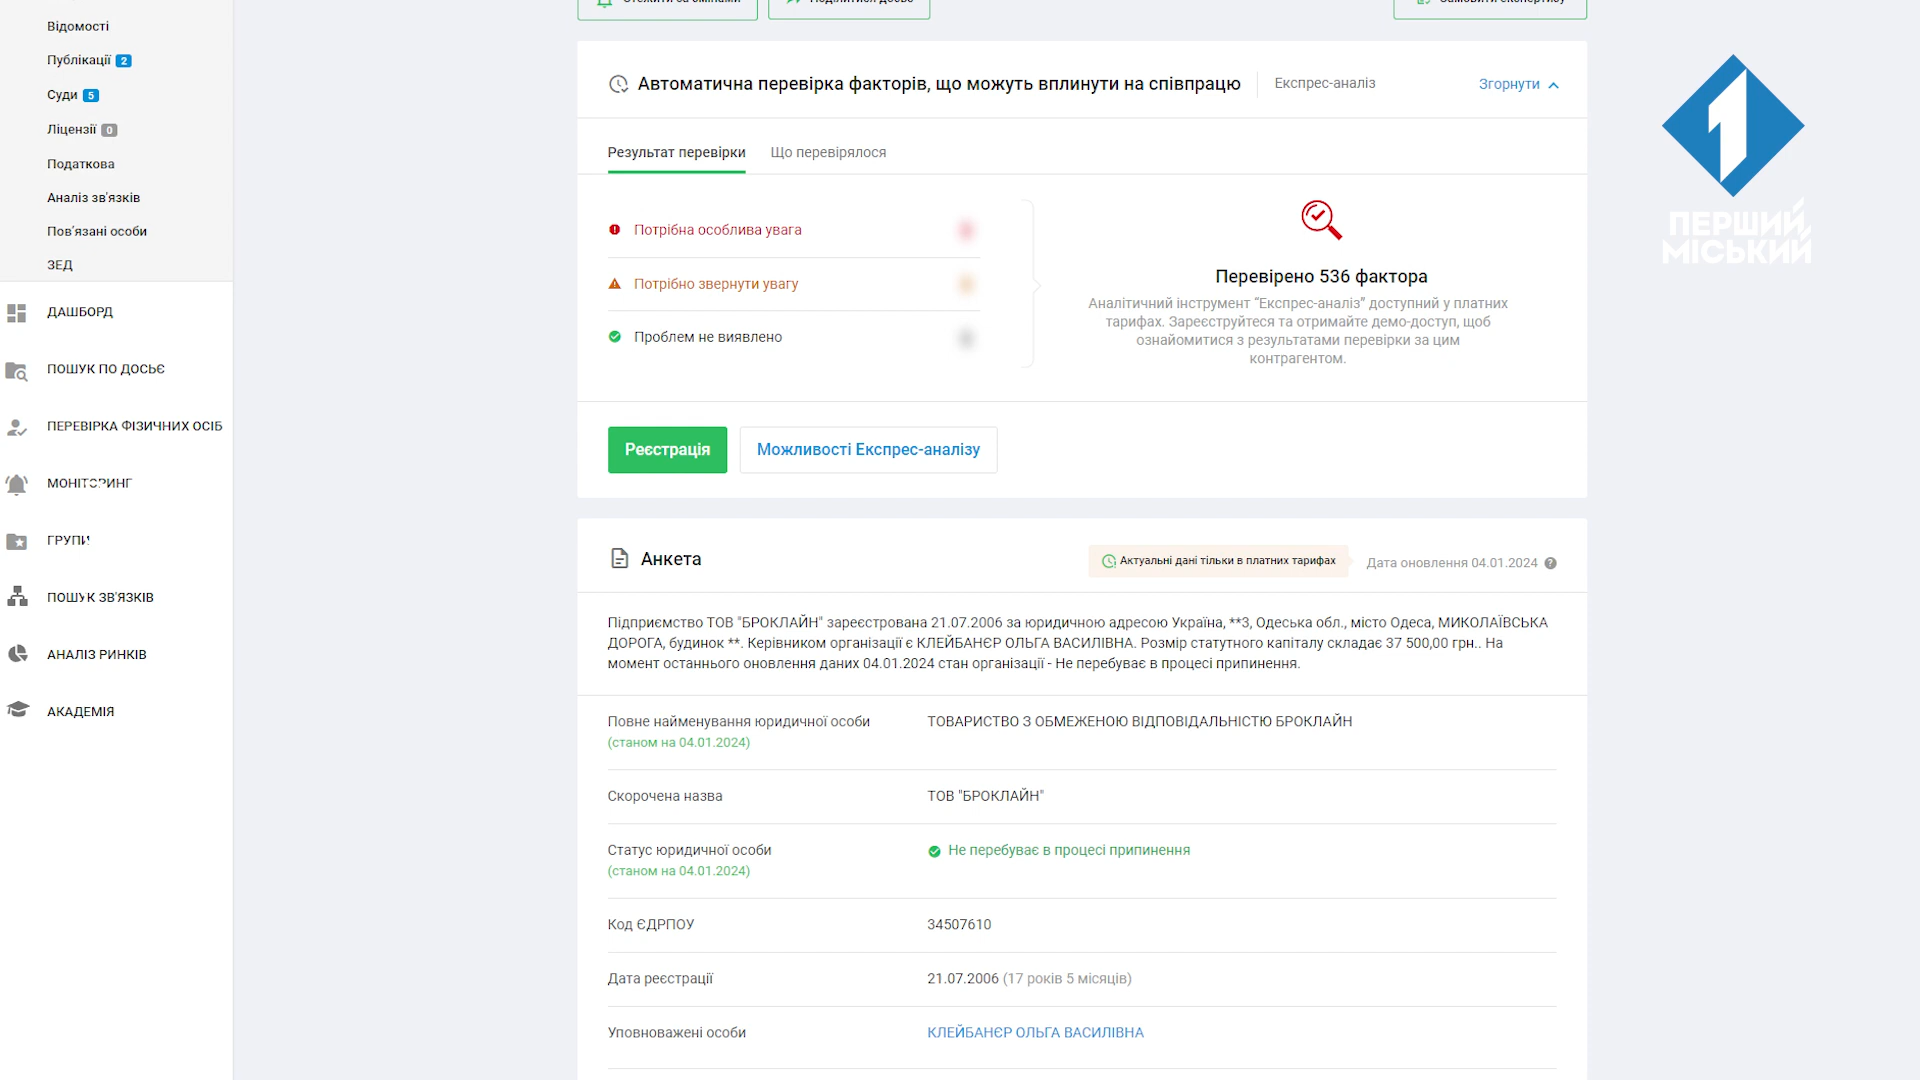 Відомості
Публікації 2
Суди 5
Ліцензії 0
Податкова
Аналіз зв'язків
Пов'язані особи
ЗЕД
ДАШБОРД
ПОШУК ПО ДОСЬЄ
ПЕРЕВІРКА ФІЗИЧНИХ ОСІБ
МОНІТОРИНГ
ГРУПИ
ПОШУК ЗВ'ЯЗКІВ
АНАЛІЗ РИНКІВ
АКАДЕМІЯ
Автоматична перевірка факторів, що можуть вплинути на співпрацю
Експрес-аналіз
Згорнути
Результат перевірки
Що перевірялося
Потрібна особлива увага
Потрібно звернути увагу
Проблем не виявлено
Перевірено 536 фактора
Аналітичний інструмент “Експрес-аналіз” доступний у платних
тарифах. Зареєструйтеся та отримайте демо-доступ, щоб
ознайомитися з результатами перевірки за цим
контрагентом.
Реєстрація
Можливості Експрес-аналізу
Анкета
Актуальні дані тільки в платних тарифах
Дата оновлення 04.01.2024 ?
Підприємство ТОВ "БРОКЛАЙН" зареєстрована 21.07.2006 за юридичною адресою Україна, **3, Одеська обл., місто Одеса, МИКОЛАЇВСЬКА
ДОРОГА, будинок **. Керівником організації є КЛЕЙБАНЄР ОЛЬГА ВАСИЛІВНА. Розмір статутного капіталу складає 37 500,00 грн.. На
момент останнього оновлення даних 04.01.2024 стан організації - Не перебуває в процесі припинення.
Повне найменування юридичної особи
(станом на 04.01.2024)
ТОВАРИСТВО З ОБМЕЖЕНОЮ ВІДПОВІДАЛЬНІСТЮ БРОКЛАЙН
Скорочена назва
ТОВ "БРОКЛАЙН"
Статус юридичної особи
(станом на 04.01.2024)
Не перебуває в процесі припинення
Код ЄДРПОУ
34507610
Дата реєстрації
21.07.2006 (17 років 5 місяців)
Уповноважені особи
КЛЕЙБАНЄР ОЛЬГА ВАСИЛІВНА
1
ПЕРШИЙ
МІСЬКИЙ